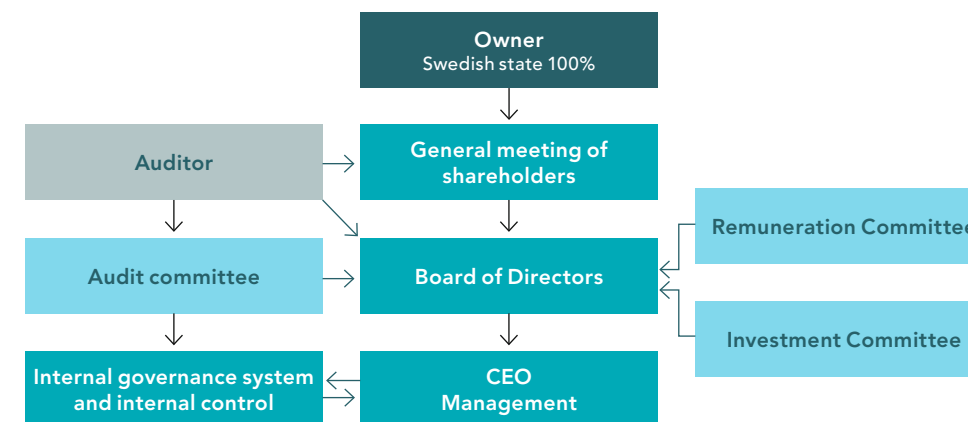 Owner
Swedish state 100%
Auditor
General meeting of
shareholders
Remuneration Committee
Audit committee
Board of Directors
Investment Committee
Internal governance system
and internal control
CEO
Management